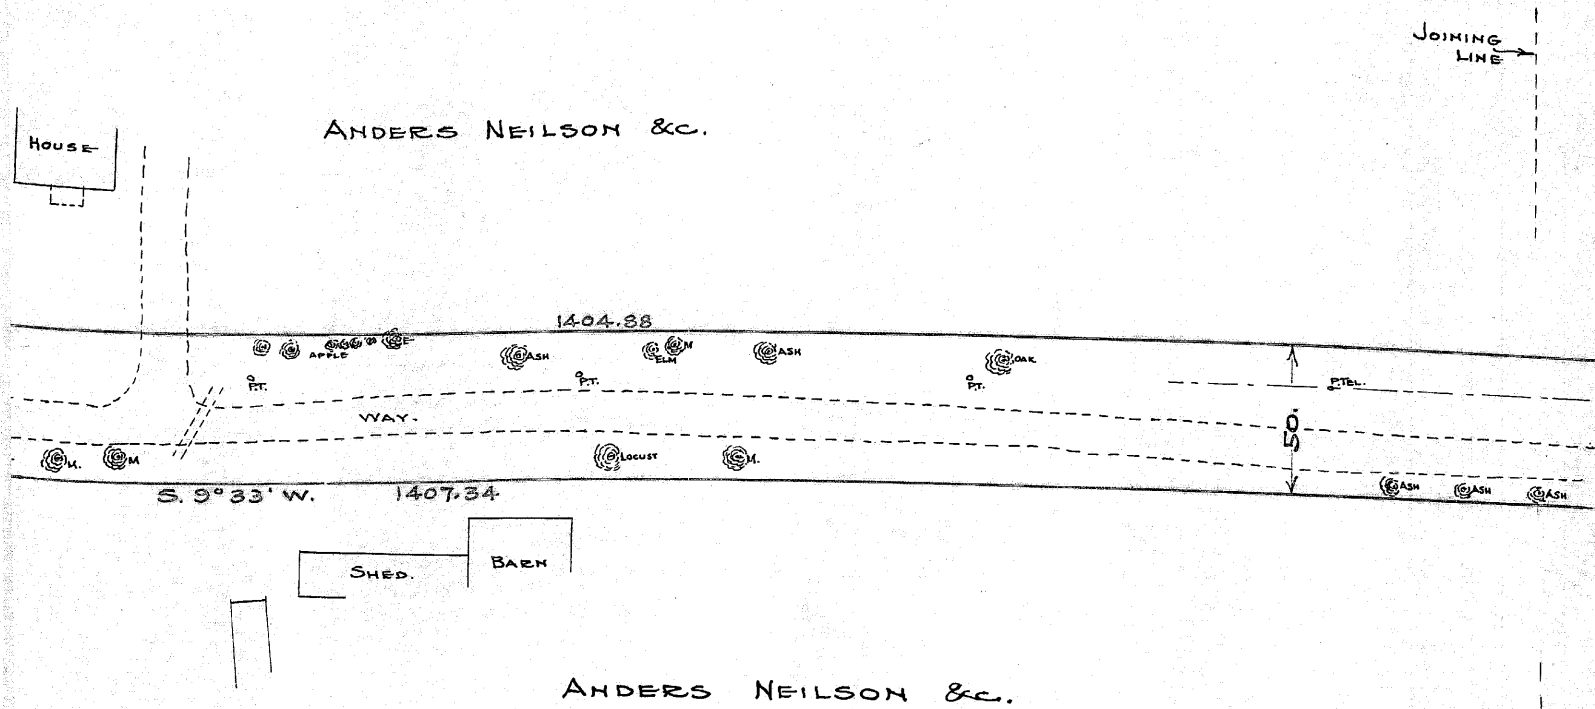 JOINING
LINE
ANDERS NEILSON &C.
HOUSE
1404.88
APPLE
E
ASH
ELM
M
ASH
OAK
P.T.
P.T.
P.T.
P.TEL.
WAY.
50.
M.
M
LOCUST
M.
ASH
ASH
ASH
S. 9° 33' W.
1407.34
SHED.
BARN
ANDERS NEILSON &C.